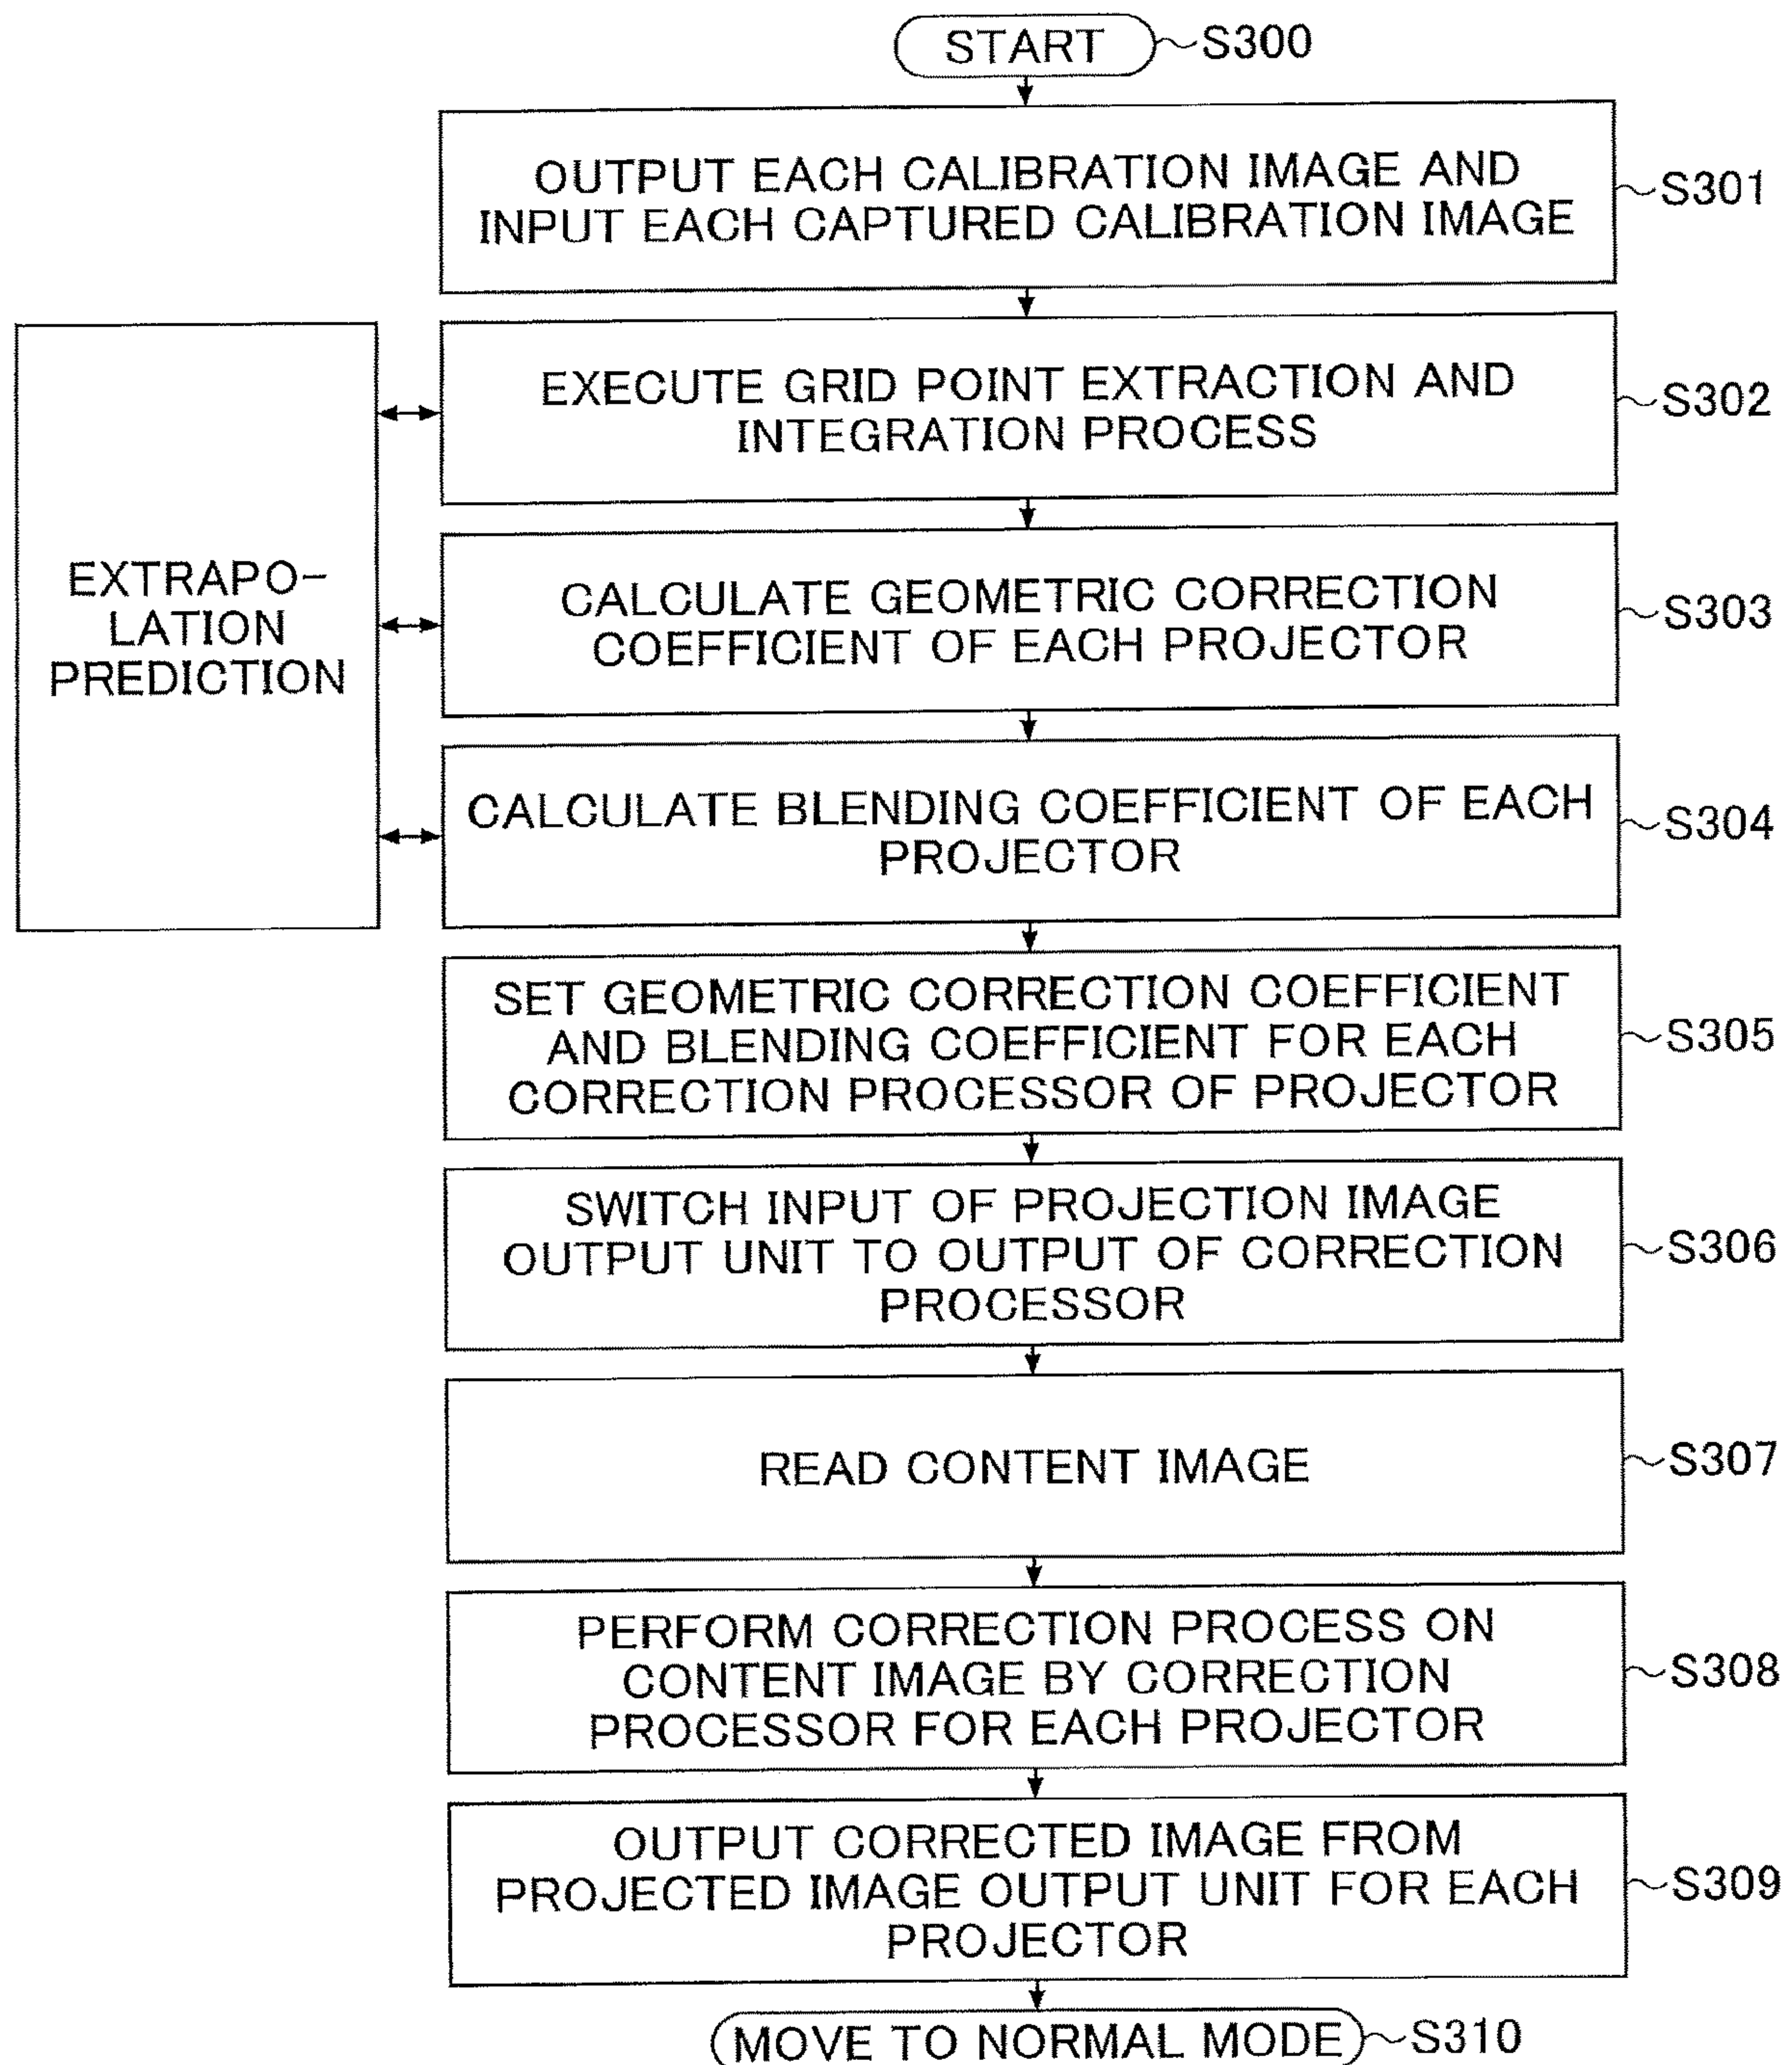 START
S300
OUTPUT EACH CALIBRATION IMAGE AND
INPUT EACH CAPTURED CALIBRATION IMAGE
S301
EXECUTE GRID POINT EXTRACTION AND
INTEGRATION PROCESS
S302
EXTRAPO-
LATION
PREDICTION
CALCULATE GEOMETRIC CORRECTION
COEFFICIENT OF EACH PROJECTOR
S303
CALCULATE BLENDING COEFFICIENT OF EACH
PROJECTOR
S304
SET GEOMETRIC CORRECTION COEFFICIENT
AND BLENDING COEFFICIENT FOR EACH
CORRECTION PROCESSOR OF PROJECTOR
S305
SWITCH INPUT OF PROJECTION IMAGE
OUTPUT UNIT TO OUTPUT OF CORRECTION
PROCESSOR
S306
READ CONTENT IMAGE
S307
PERFORM CORRECTION PROCESS ON
CONTENT IMAGE BY CORRECTION
PROCESSOR FOR EACH PROJECTOR
S308
OUTPUT CORRECTED IMAGE FROM
PROJECTED IMAGE OUTPUT UNIT FOR EACH
PROJECTOR
S309
MOVE TO NORMAL MODE
S310